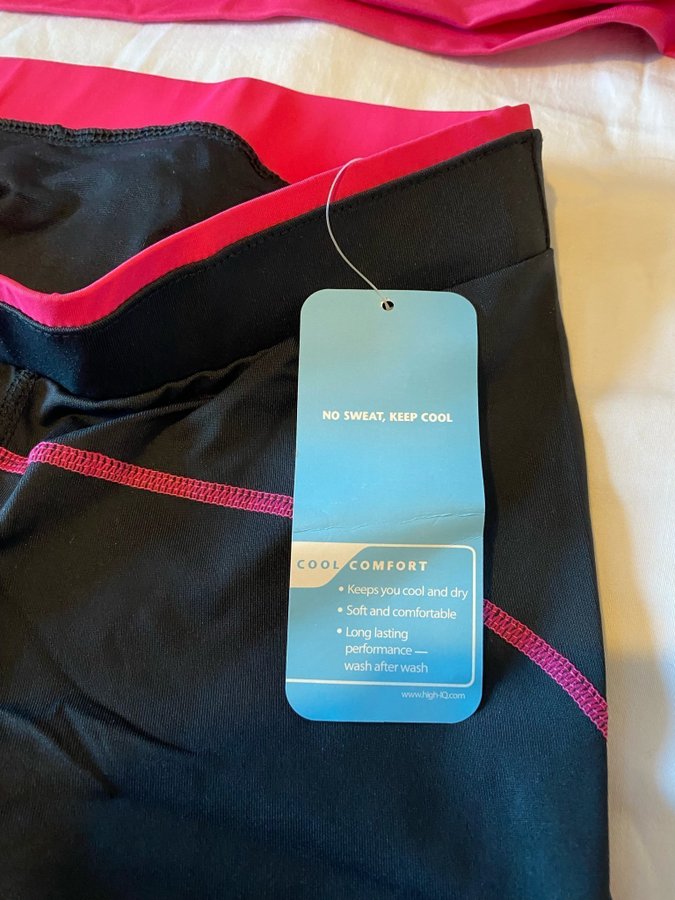 NO SWEAT, KEEP COOL
COOL COMFORT
• Keeps you cool and dry
• Soft and comfortable
• Long lasting
performance —
wash after wash
www.high-IQ.com